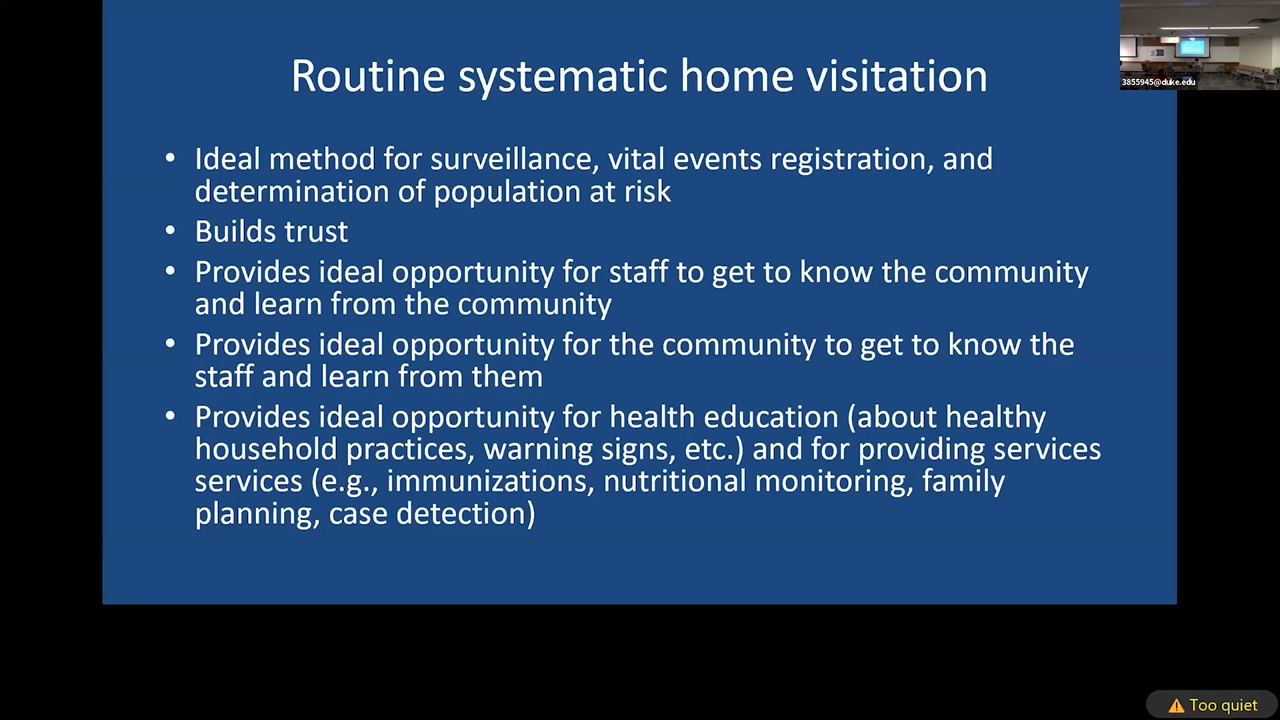 Routine systematic home visitation
3855945@duke.edu
• Ideal method for surveillance, vital events registration, and
determination of population at risk
• Builds trust
• Provides ideal opportunity for staff to get to know the community
and learn from the community
• Provides ideal opportunity for the community to get to know the
staff and learn from them
• Provides ideal opportunity for health education (about healthy
household practices, warning signs, etc.) and for providing services
services (e.g., immunizations, nutritional monitoring, family
planning, case detection)
Too quiet